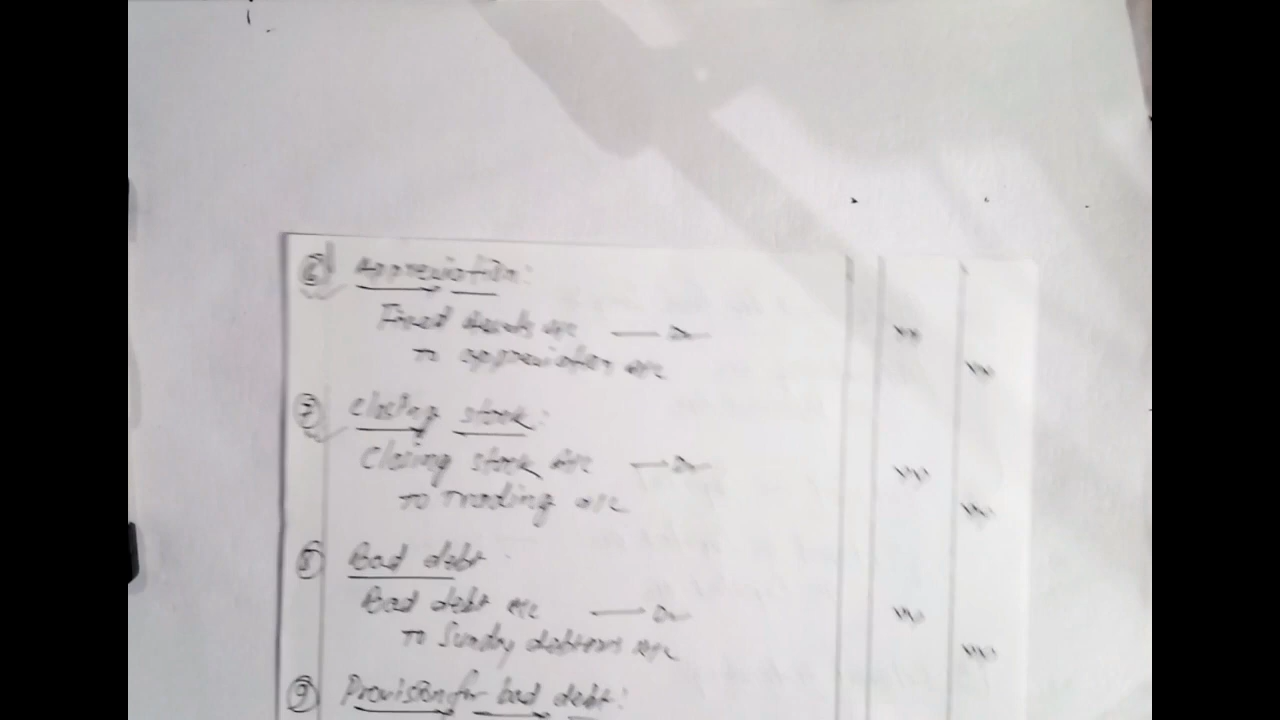 ⑥ Appreciation:
Fixed assets a/c —— Dr
To appreciation a/c
⑦ Closing stock:
Closing stock a/c —— Dr
To Trading a/c
⑧ Bad debt
Bad debt a/c —— Dr
To Sundry debtors a/c
⑨ Provision for bad debt: